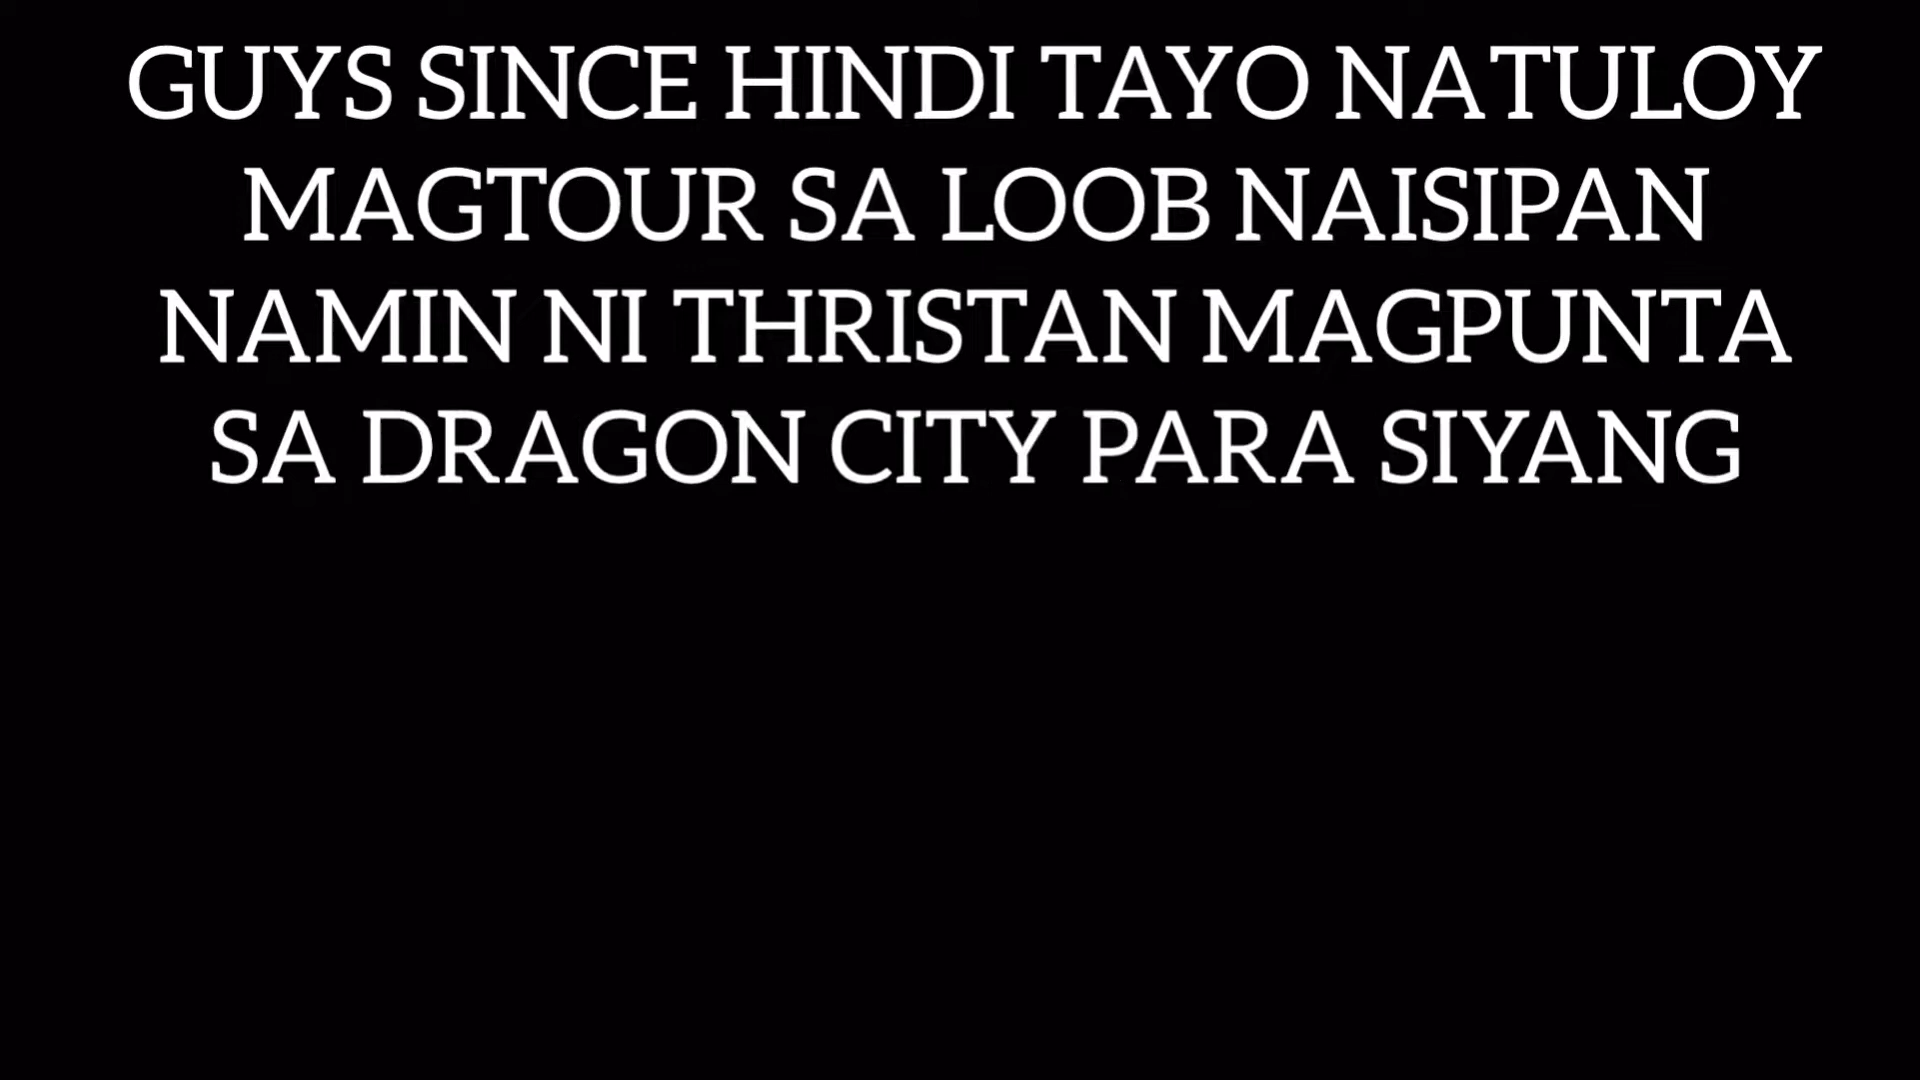 GUYS SINCE HINDI TAYO NATULOY
MAGTOUR SA LOOB NAISIPAN
NAMIN NI THRISTAN MAGPUNTA
SA DRAGON CITY PARA SIYANG